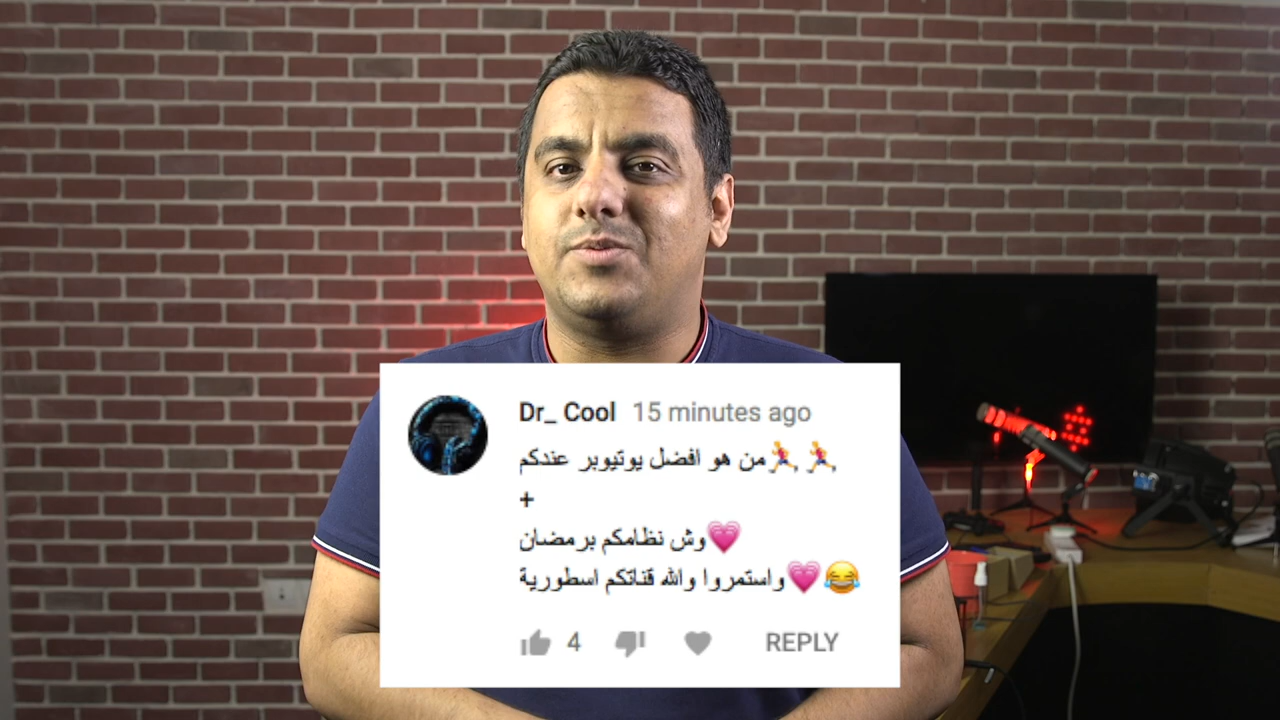 Dr_ Cool 15 minutes ago
من هو افضل يوتيوبر عندكم🏃🏃
+
وش نظامكم برمضان💗
واستمروا والله قناتكم اسطورية💗😂
4 REPLY